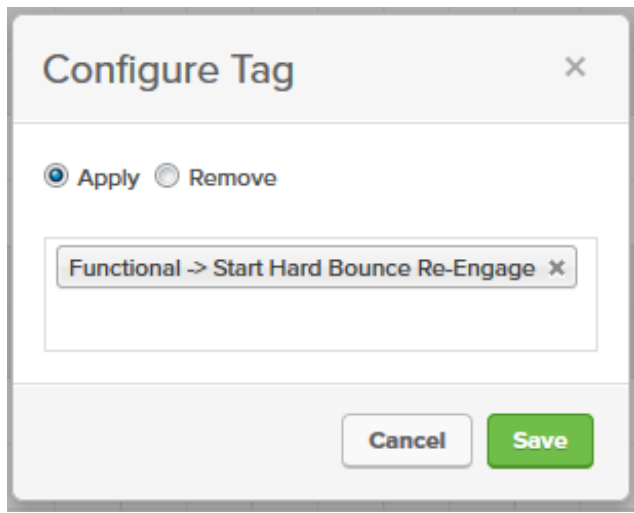 Configure Tag
Apply Remove
Functional -> Start Hard Bounce Re-Engage
Cancel Save